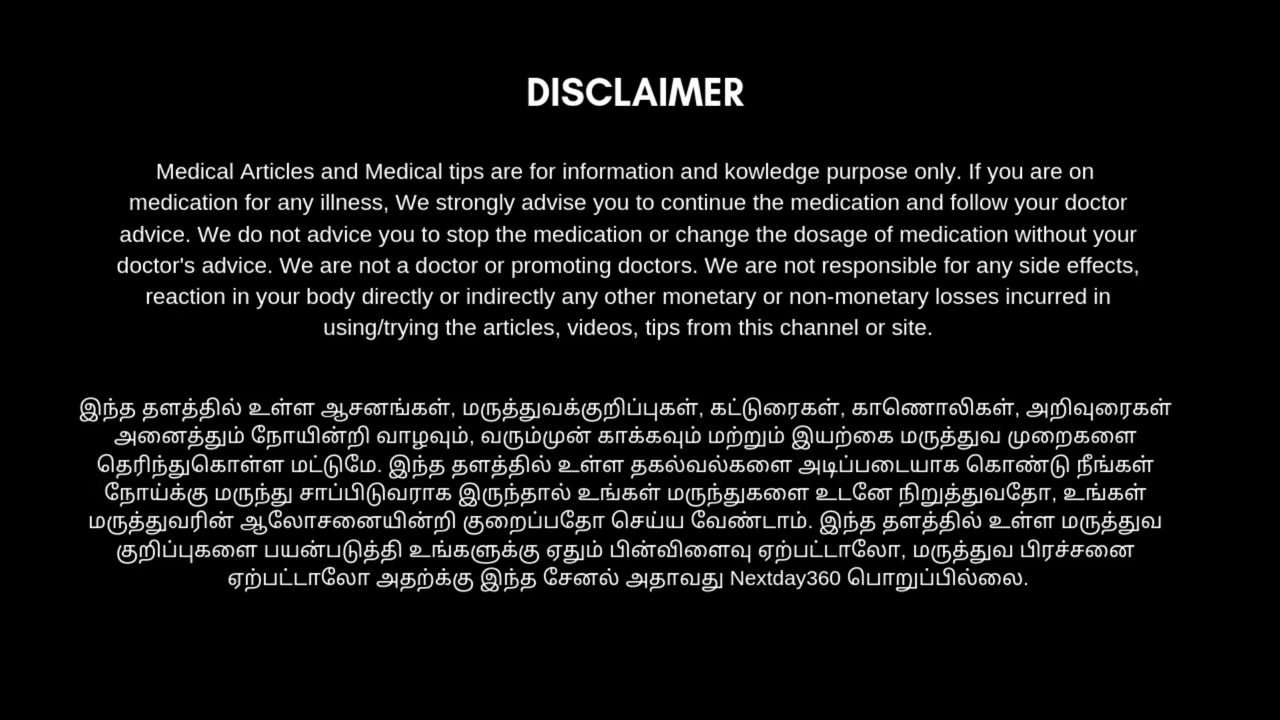 DISCLAIMER
Medical Articles and Medical tips are for information and kowledge purpose only. If you are on
medication for any illness, We strongly advise you to continue the medication and follow your doctor
advice. We do not advice you to stop the medication or change the dosage of medication without your
doctor's advice. We are not a doctor or promoting doctors. We are not responsible for any side effects,
reaction in your body directly or indirectly any other monetary or non-monetary losses incurred in
using/trying the articles, videos, tips from this channel or site.
இந்த தளத்தில் உள்ள ஆசனங்கள், மருத்துவக்குறிப்புகள், கட்டுரைகள், காணொலிகள், அறிவுரைகள்
அனைத்தும் நோயின்றி வாழவும், வரும்முன் காக்கவும் மற்றும் இயற்கை மருத்துவ முறைகளை
தெரிந்துகொள்ள மட்டுமே. இந்த தளத்தில் உள்ள தகல்வல்களை அடிப்படையாக கொண்டு நீங்கள்
நோய்க்கு மருந்து சாப்பிடுவராக இருந்தால் உங்கள் மருந்துகளை உடனே நிறுத்துவதோ, உங்கள்
மருத்துவரின் ஆலோசனையின்றி குறைப்பதோ செய்ய வேண்டாம். இந்த தளத்தில் உள்ள மருத்துவ
குறிப்புகளை பயன்படுத்தி உங்களுக்கு ஏதும் பின்விளைவு ஏற்பட்டாலோ, மருத்துவ பிரச்சனை
ஏற்பட்டாலோ அதற்க்கு இந்த சேனல் அதாவது Nextday360 பொறுப்பில்லை.